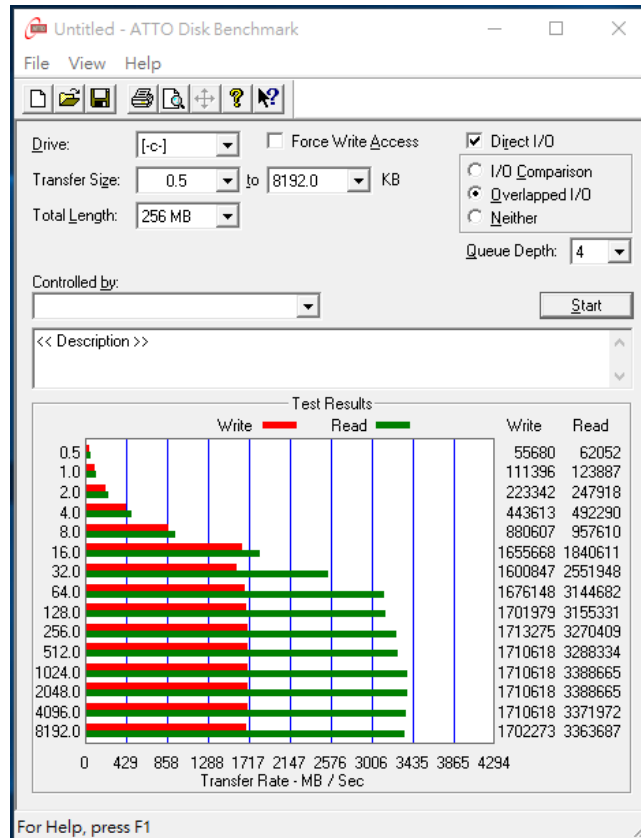 Untitled - ATTO Disk Benchmark
File View Help
Drive: [-c-] Force Write Access Direct I/O
Transfer Size: 0.5 to 8192.0 KB I/O Comparison
Overlapped I/O
Total Length: 256 MB Neither
Queue Depth: 4
Controlled by:
Start
<< Description >>
Test Results
Write Read Write Read
0.5 55680 62052
1.0 111396 123887
2.0 223342 247918
4.0 443613 492290
8.0 880607 957610
16.0 1655668 1840611
32.0 1600847 2551948
64.0 1676148 3144682
128.0 1701979 3155331
256.0 1713275 3270409
512.0 1710618 3288334
1024.0 1710618 3388665
2048.0 1710618 3388665
4096.0 1710618 3371972
8192.0 1702273 3363687
0 429 858 1288 1717 2147 2576 3006 3435 3865 4294
Transfer Rate - MB / Sec
For Help, press F1